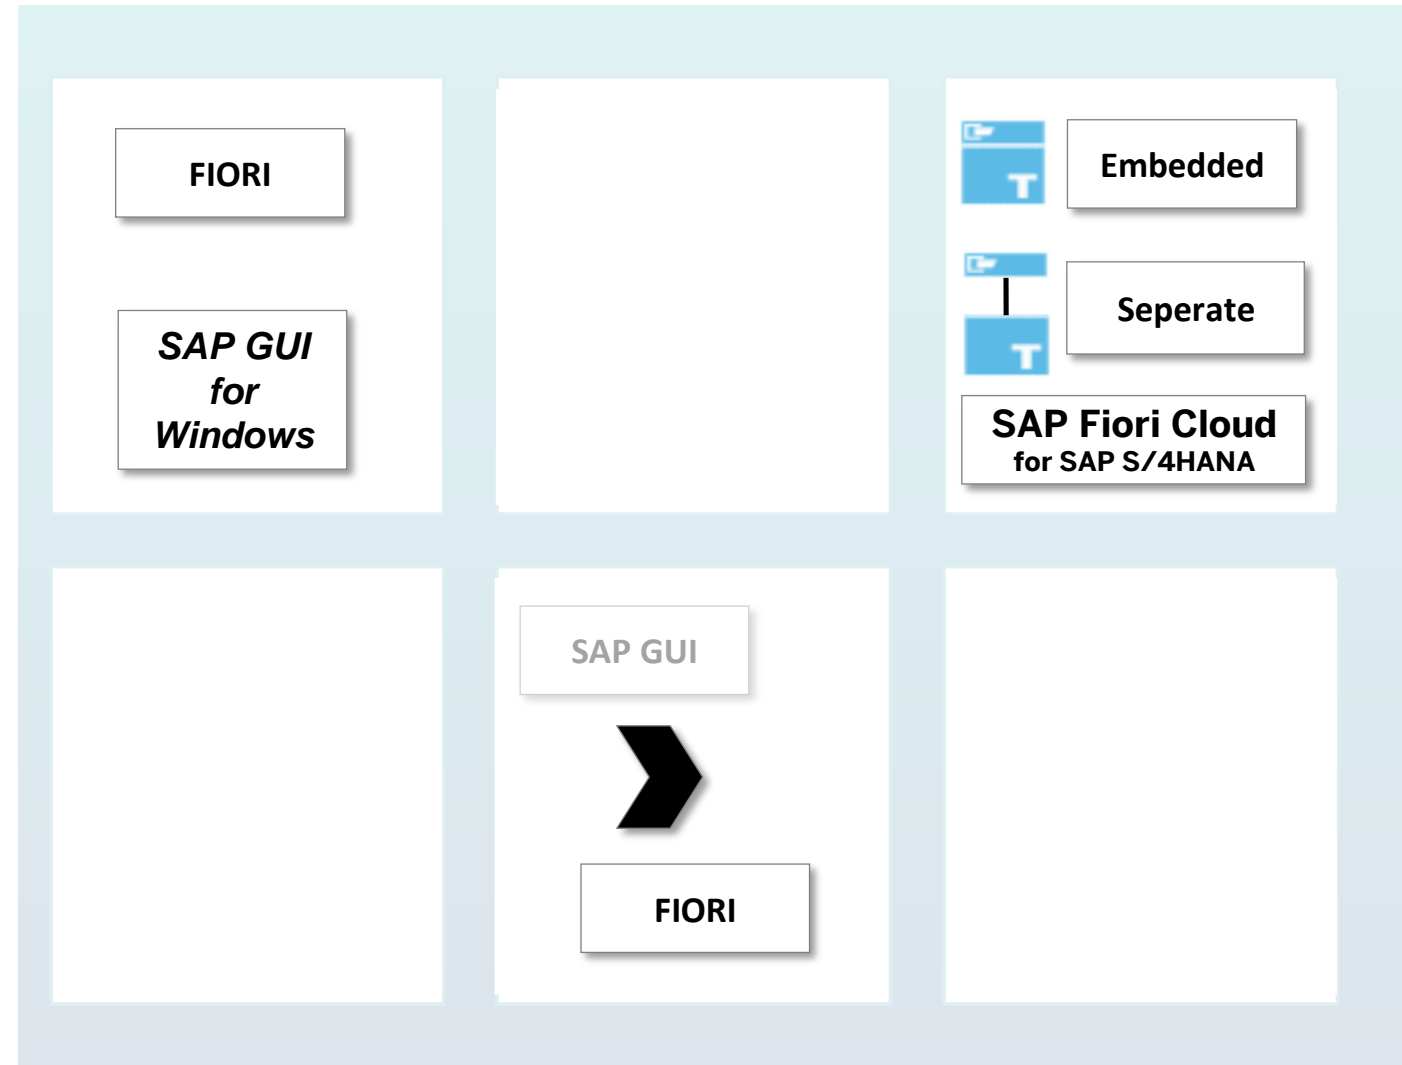 FIORI
SAP GUI
for
Windows
Embedded
Seperate
SAP Fiori Cloud
for SAP S/4HANA
SAP GUI
FIORI